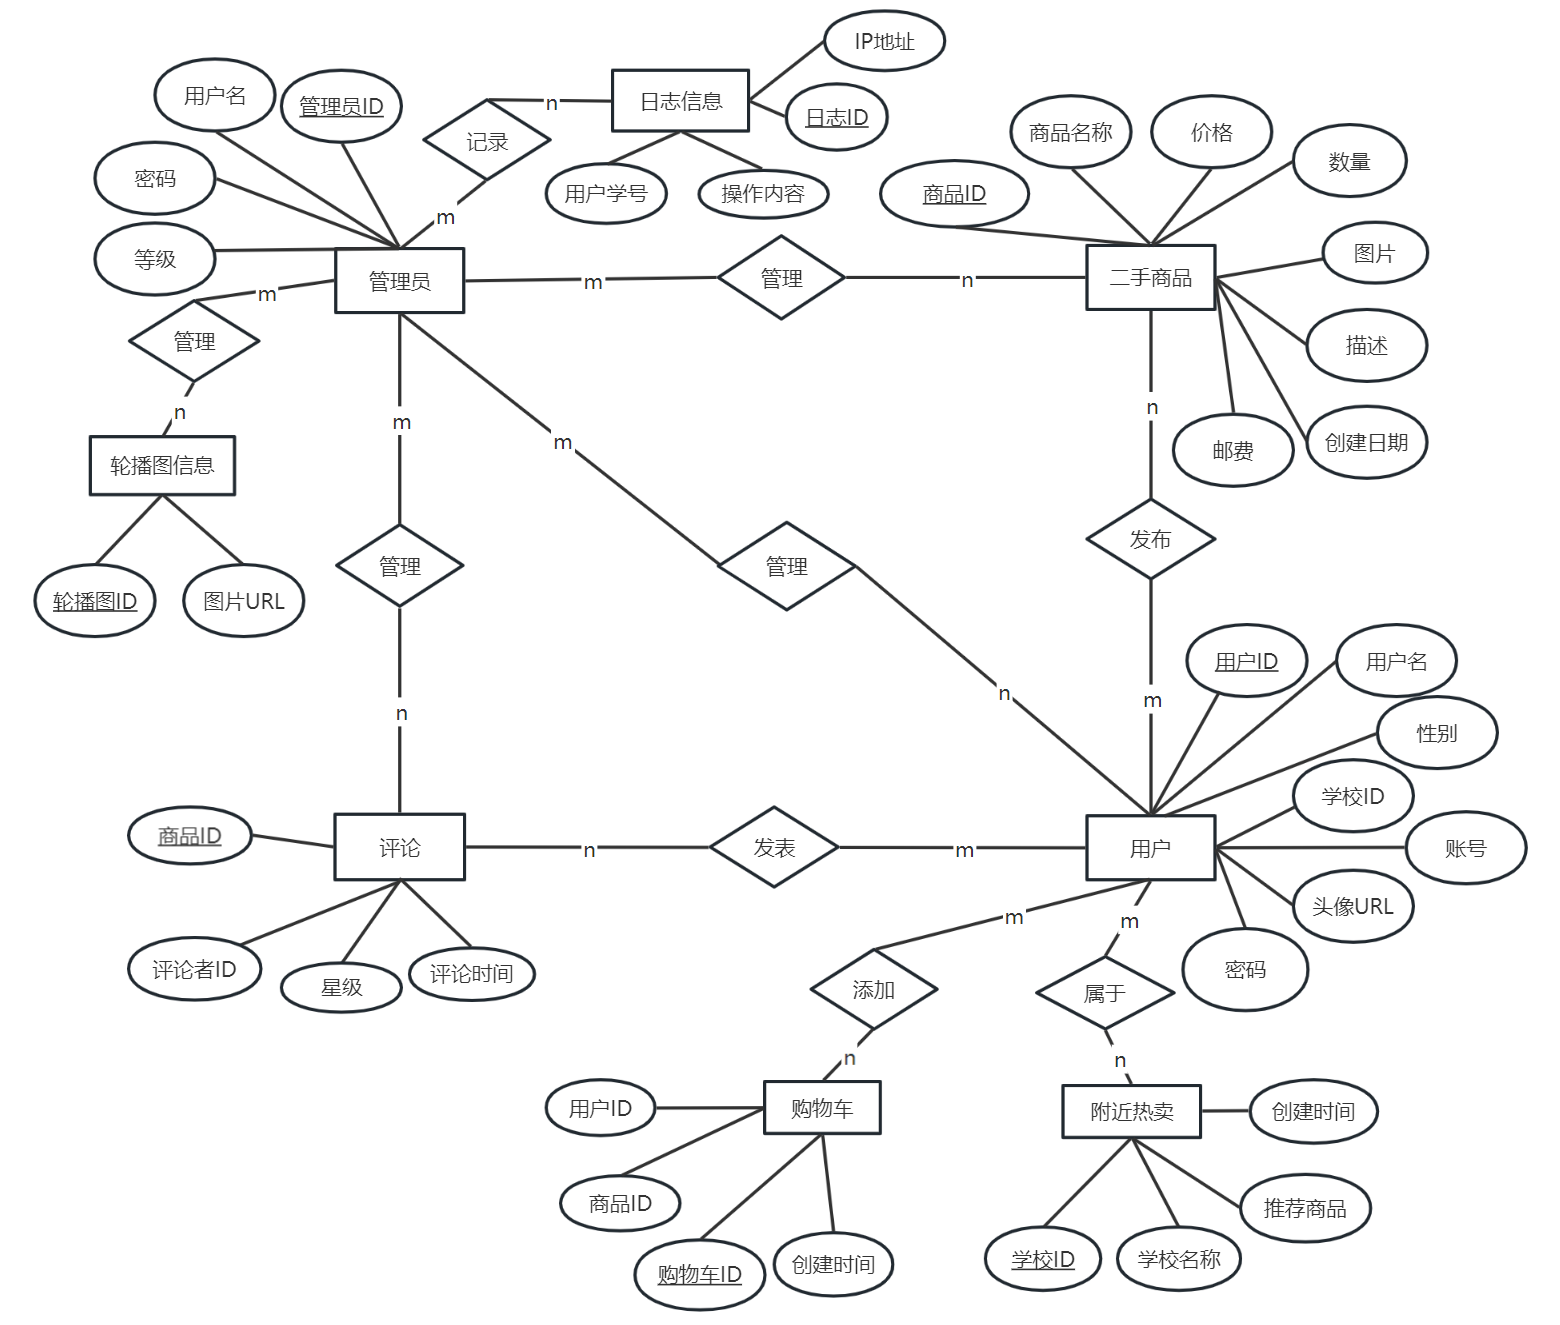 IP地址
用户名
管理员ID
n
日志信息
日志ID
记录
商品名称
价格
数量
密码
用户学号
操作内容
商品ID
m
等级
图片
管理员
m
管理
n
二手商品
m
管理
描述
n
m
n
m
创建日期
邮费
轮播图信息
发布
管理
管理
轮播图ID
图片URL
用户ID
用户名
n
m
n
性别
学校ID
商品ID
评论
n
发表
m
用户
账号
头像URL
m
m
评论者ID
星级
评论时间
密码
添加
属于
n
n
用户ID
购物车
附近热卖
创建时间
商品ID
推荐商品
购物车ID
创建时间
学校ID
学校名称